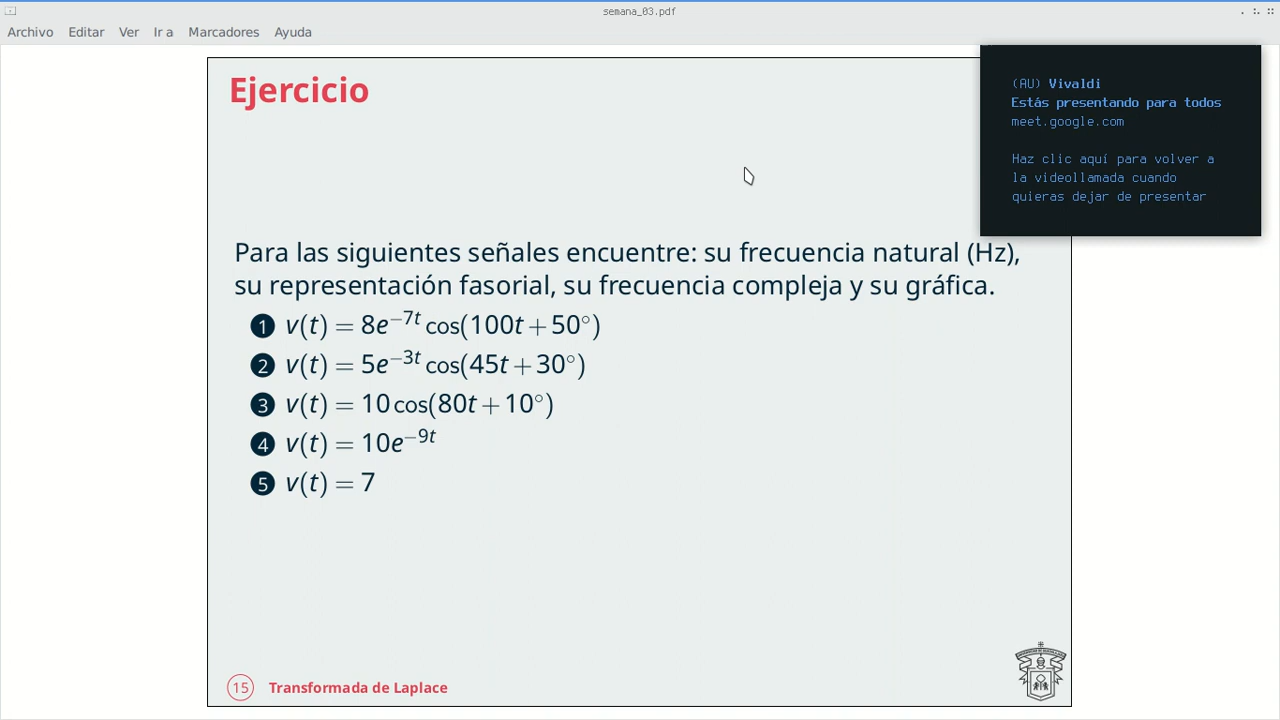 semana_03.pdf
Archivo Editar Ver Ir a Marcadores Ayuda
Ejercicio
(AU) Vivaldi
Estás presentando para todos
meet.google.com
Haz clic aquí para volver a
la videollamada cuando
quieras dejar de presentar
Para las siguientes señales encuentre: su frecuencia natural (Hz),
su representación fasorial, su frecuencia compleja y su gráfica.
1 v(t) = 8e^{−7t} cos(100t + 50°)
2 v(t) = 5e^{−3t} cos(45t + 30°)
3 v(t) = 10 cos(80t + 10°)
4 v(t) = 10e^{−9t}
5 v(t) = 7
15 Transformada de Laplace